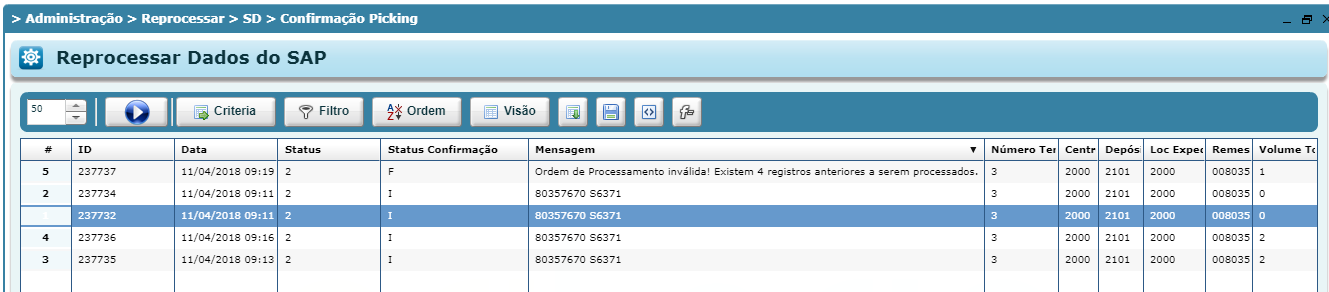 > Administração > Reprocessar > SD > Confirmação Picking
Reprocessar Dados do SAP
50 Criteria Filtro Ordem Visão
# ID Data Status Status Confirmação Mensagem Número Ter Centr Depós Loc Exped Remes Volume To
5 237737 11/04/2018 09:19 2 F Ordem de Processamento inválida! Existem 4 registros anteriores a serem processados. 3 2000 2101 2000 008035 1
2 237734 11/04/2018 09:11 2 I 80357670 S6371 3 2000 2101 2000 008035 0
1 237732 11/04/2018 09:11 2 I 80357670 S6371 3 2000 2101 2000 008035 0
4 237736 11/04/2018 09:16 2 I 80357670 S6371 3 2000 2101 2000 008035 2
3 237735 11/04/2018 09:13 2 I 80357670 S6371 3 2000 2101 2000 008035 2